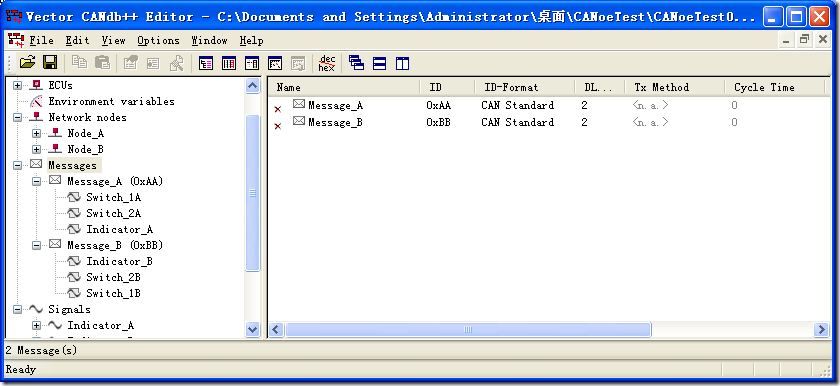 Vector CANdb++ Editor - C:\Documents and Settings\Administrator\桌面\CANoeTest\CANoeTest0...
File Edit View Options Window Help
dec
hex
ECUs
Environment variables
Network nodes
Node_A
Node_B
Messages
Message_A (0xAA)
Switch_1A
Switch_2A
Indicator_A
Message_B (0xBB)
Indicator_B
Switch_2B
Switch_1B
Signals
Indicator_A
Name ID ID-Format DL... Tx Method Cycle Time
Message_A 0xAA CAN Standard 2 <n.a.> 0
Message_B 0xBB CAN Standard 2 <n.a.> 0
2 Message(s)
Ready